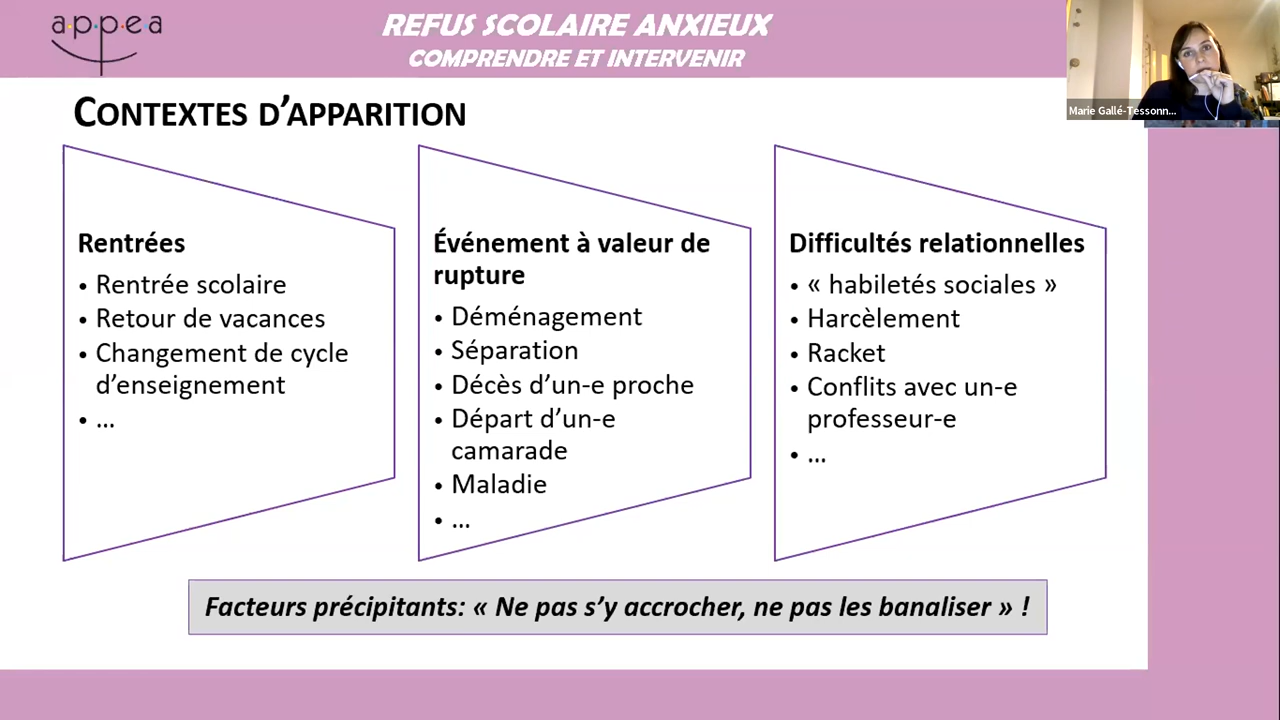 a·p·p·e·a
REFUS SCOLAIRE ANXIEUX
COMPRENDRE ET INTERVENIR
Marie Gallé-Tessonn...
CONTEXTES D'APPARITION
Rentrées
• Rentrée scolaire
• Retour de vacances
• Changement de cycle
d'enseignement
• ...
Événement à valeur de
rupture
• Déménagement
• Séparation
• Décès d'un-e proche
• Départ d'un-e
camarade
• Maladie
• ...
Difficultés relationnelles
• « habiletés sociales »
• Harcèlement
• Racket
• Conflits avec un-e
professeur-e
• ...
Facteurs précipitants: « Ne pas s'y accrocher, ne pas les banaliser » !